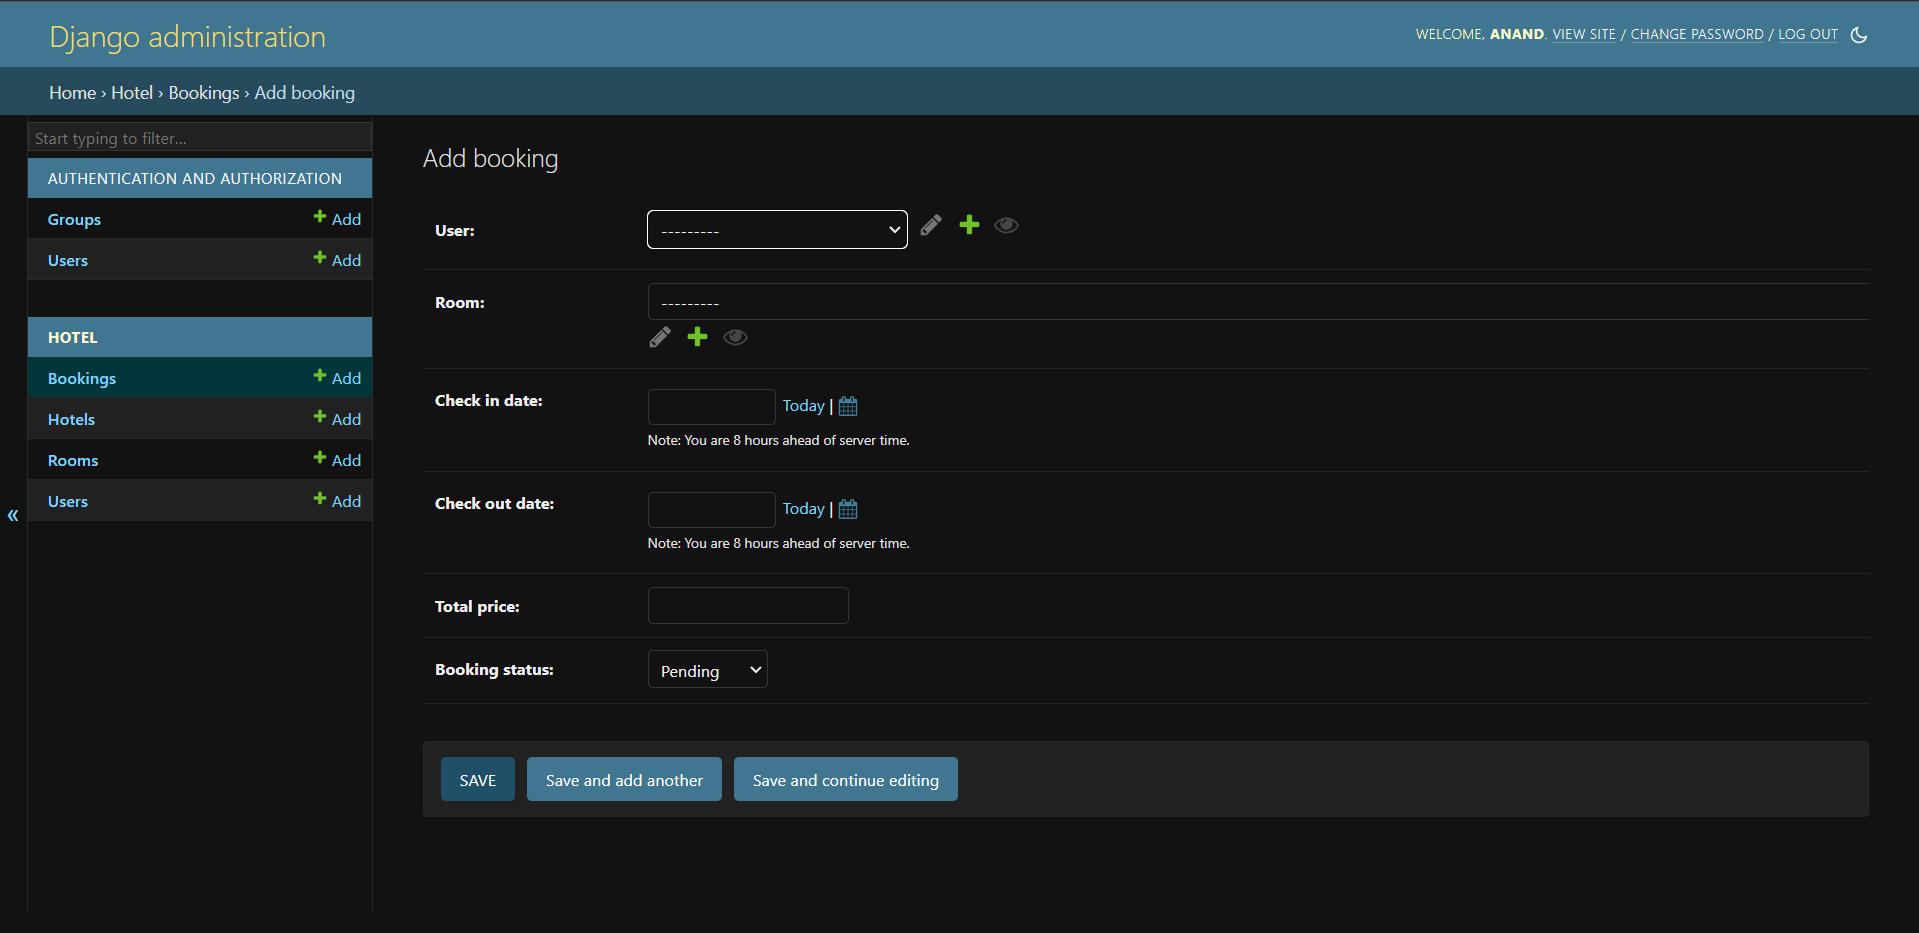 Django administration
WELCOME, ANAND. VIEW SITE / CHANGE PASSWORD / LOG OUT
Home › Hotel › Bookings › Add booking
Start typing to filter...
AUTHENTICATION AND AUTHORIZATION
Groups Add
Users Add
HOTEL
Bookings Add
Hotels Add
Rooms Add
Users Add
«
Add booking
User: ---------
Room: ---------
Check in date: Today |
Note: You are 8 hours ahead of server time.
Check out date: Today |
Note: You are 8 hours ahead of server time.
Total price:
Booking status: Pending
SAVE Save and add another Save and continue editing